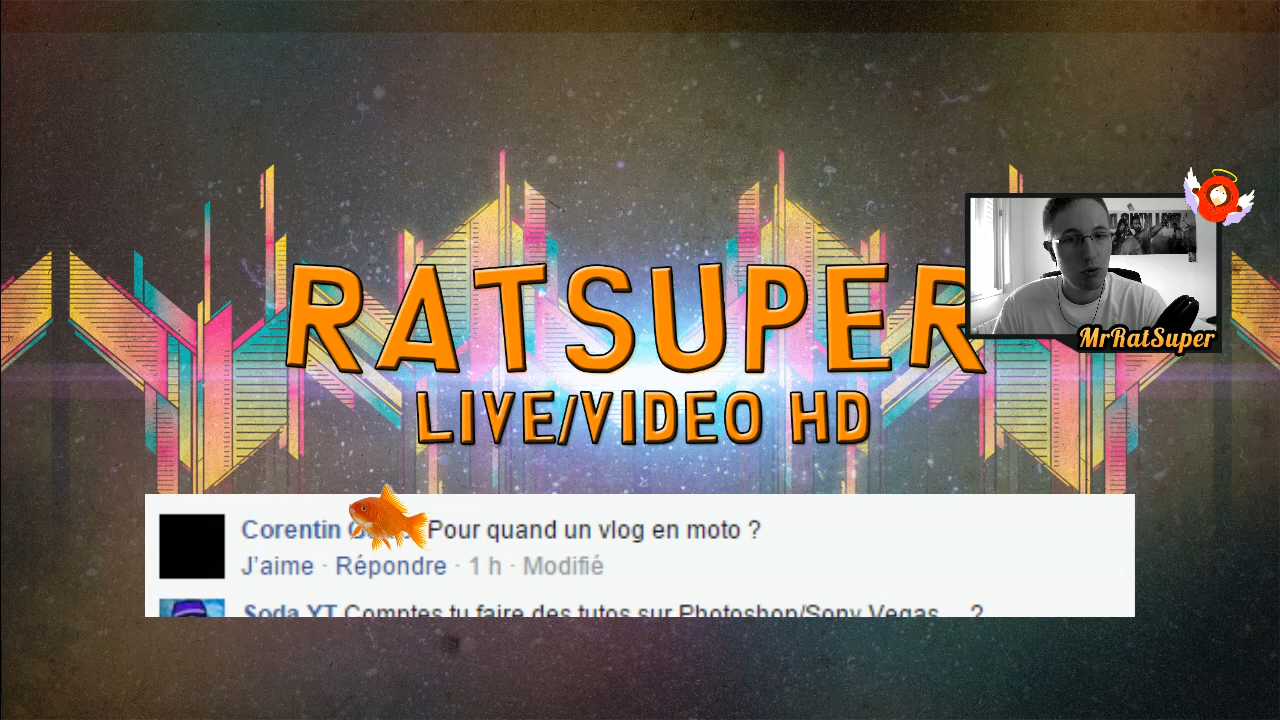 RATSUPER
MrRatSuper
LIVE/VIDEO HD
Corentin Pour quand un vlog en moto ?
J'aime · Répondre · 1 h · Modifié
Soda YT Comptes tu faire des tutos sur Photoshop/Sony Vegas ... ?